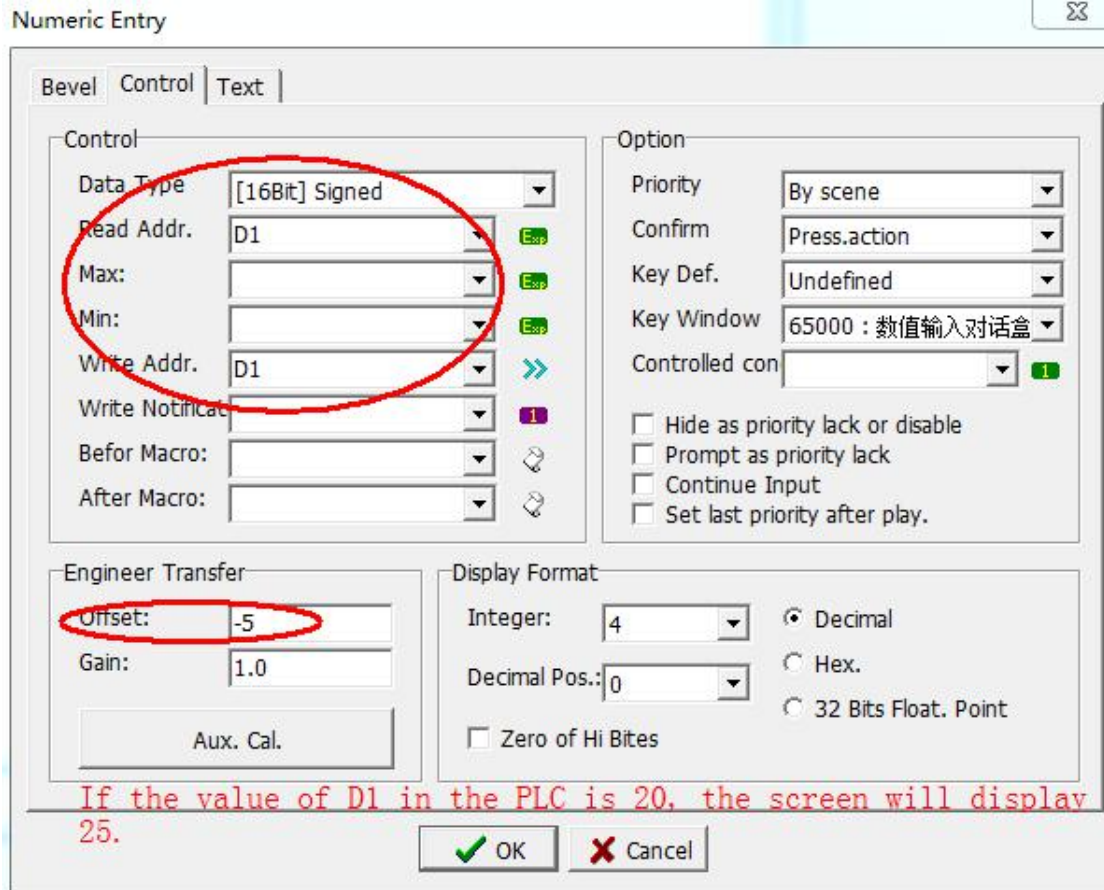 Numeric Entry
Bevel Control Text
Control
Data Type [16Bit] Signed
Read Addr. D1 Exp
Max: Exp
Min: Exp
Write Addr. D1
Write Notificat 1
Befor Macro:
After Macro:
Option
Priority By scene
Confirm Press.action
Key Def. Undefined
Key Window 65000 : 数值输入对话盒
Controlled con 1
Hide as priority lack or disable
Prompt as priority lack
Continue Input
Set last priority after play.
Engineer Transfer
Offset: -5
Gain: 1.0
Aux. Cal.
Display Format
Integer: 4
Decimal Pos.: 0
Zero of Hi Bites
Decimal
Hex.
32 Bits Float. Point
If the value of D1 in the PLC is 20, the screen will display
25.
OK Cancel